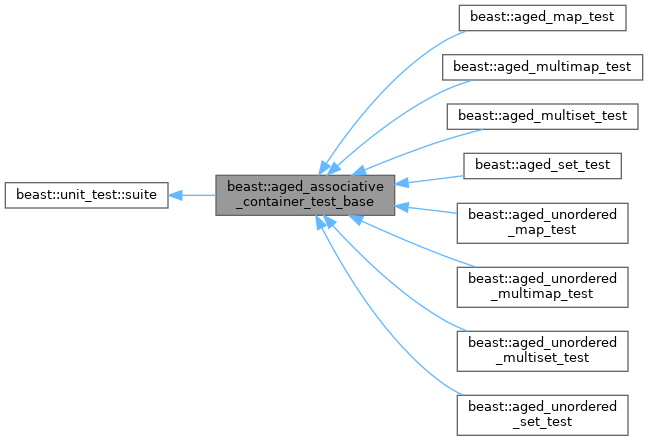 beast::unit_test::suite
beast::aged_associative
_container_test_base
beast::aged_map_test
beast::aged_multimap_test
beast::aged_multiset_test
beast::aged_set_test
beast::aged_unordered
_map_test
beast::aged_unordered
_multimap_test
beast::aged_unordered
_multiset_test
beast::aged_unordered
_set_test